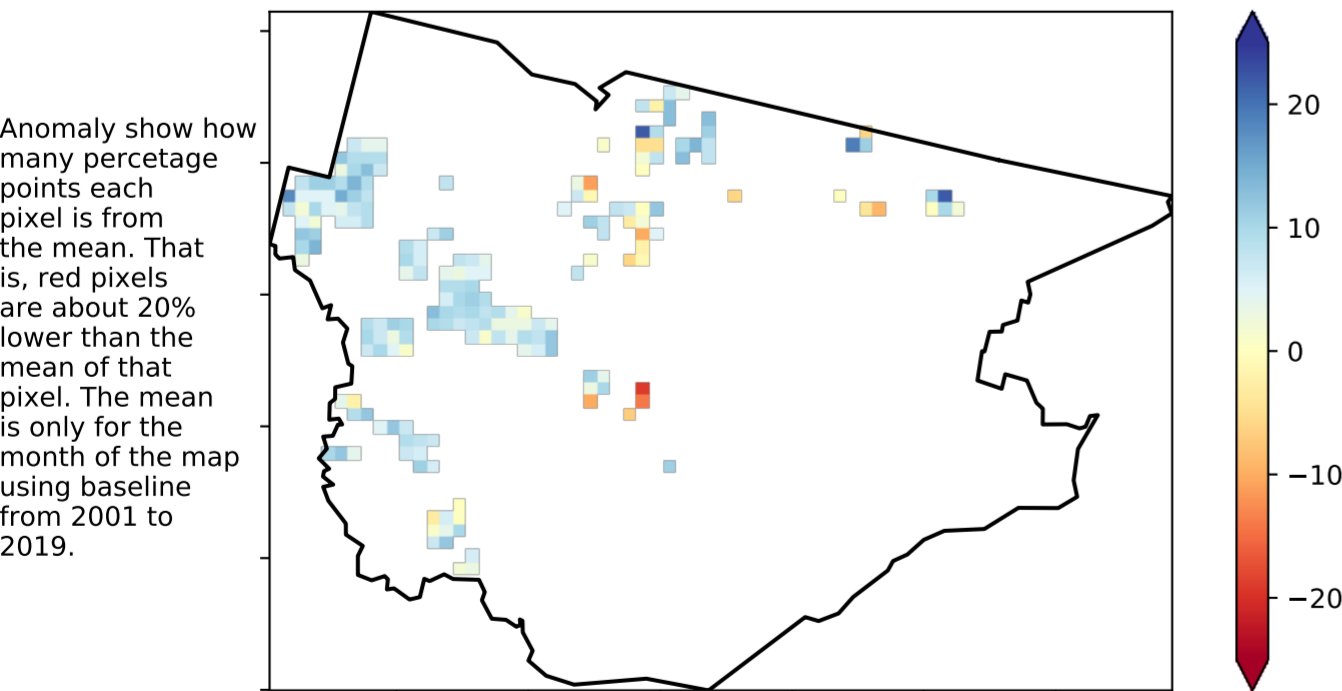 Anomaly show how
many percetage
points each
pixel is from
the mean. That
is, red pixels
are about 20%
lower than the
mean of that
pixel. The mean
is only for the
month of the map
using baseline
from 2001 to
2019.
20
10
0
−10
−20